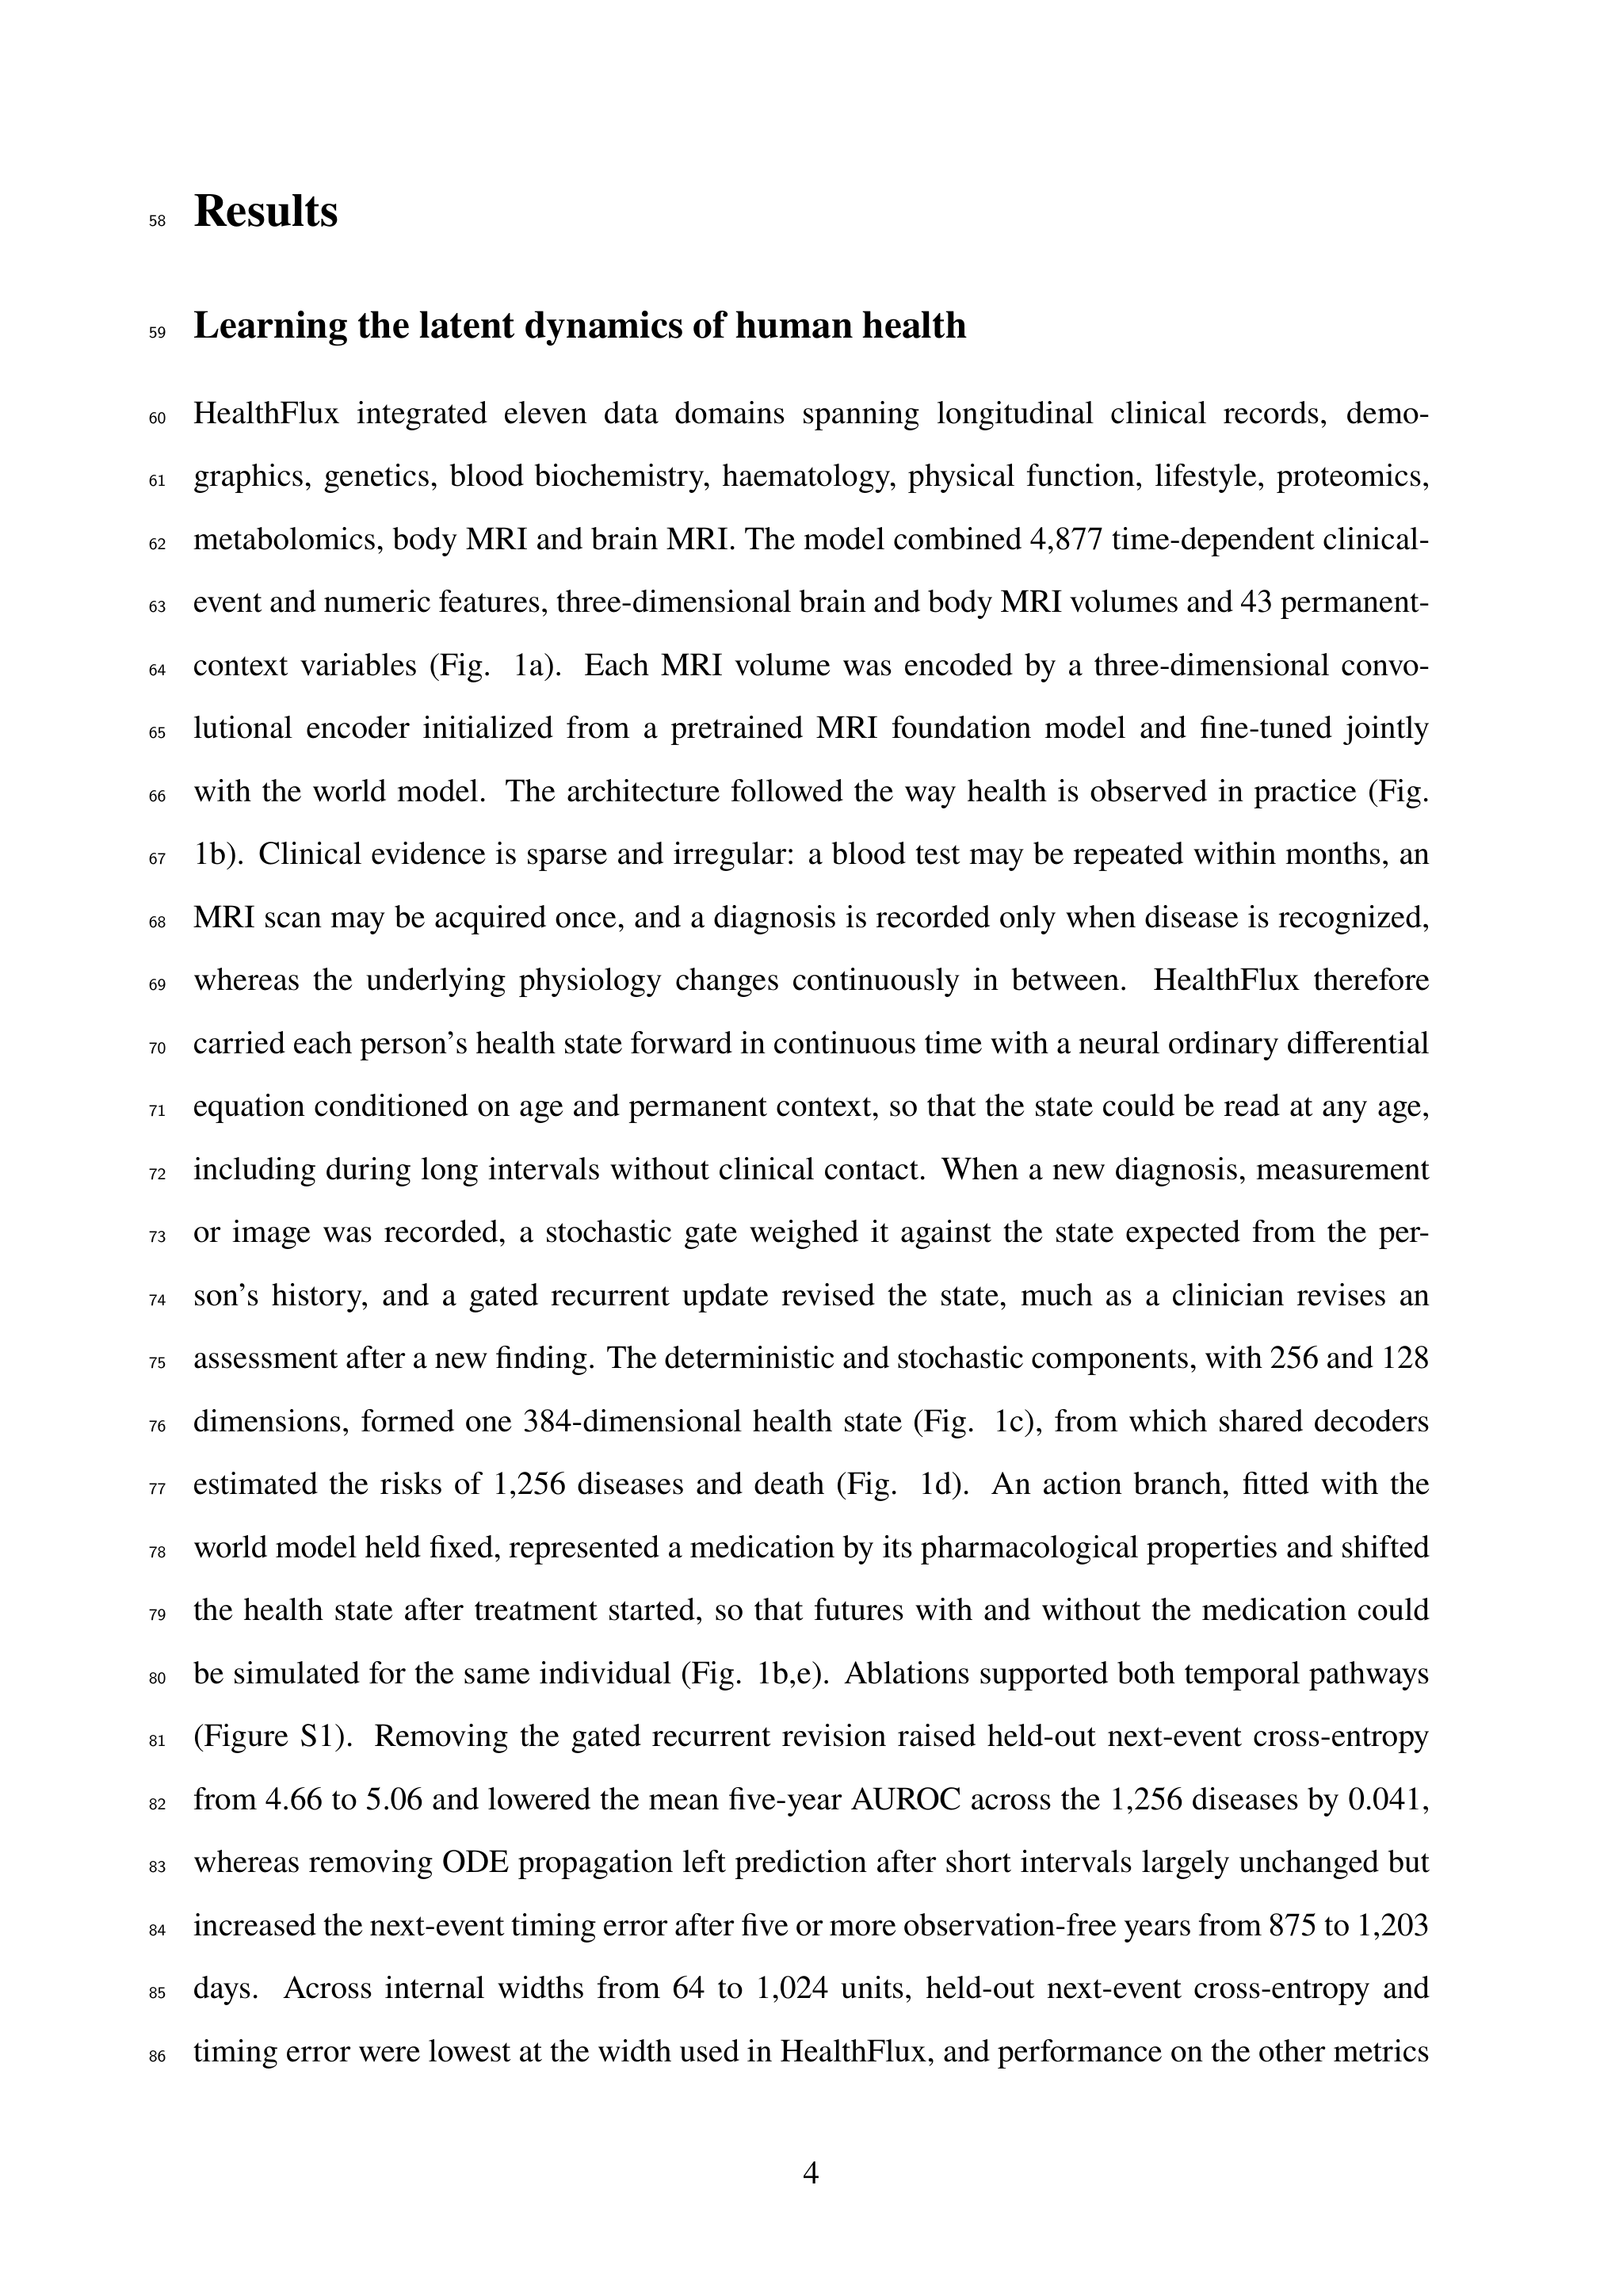 58 Results
59 Learning the latent dynamics of human health
60 HealthFlux integrated eleven data domains spanning longitudinal clinical records, demo-
61 graphics, genetics, blood biochemistry, haematology, physical function, lifestyle, proteomics,
62 metabolomics, body MRI and brain MRI. The model combined 4,877 time-dependent clinical-
63 event and numeric features, three-dimensional brain and body MRI volumes and 43 permanent-
64 context variables (Fig. 1a). Each MRI volume was encoded by a three-dimensional convo-
65 lutional encoder initialized from a pretrained MRI foundation model and fine-tuned jointly
66 with the world model. The architecture followed the way health is observed in practice (Fig.
67 1b). Clinical evidence is sparse and irregular: a blood test may be repeated within months, an
68 MRI scan may be acquired once, and a diagnosis is recorded only when disease is recognized,
69 whereas the underlying physiology changes continuously in between. HealthFlux therefore
70 carried each person's health state forward in continuous time with a neural ordinary differential
71 equation conditioned on age and permanent context, so that the state could be read at any age,
72 including during long intervals without clinical contact. When a new diagnosis, measurement
73 or image was recorded, a stochastic gate weighed it against the state expected from the per-
74 son's history, and a gated recurrent update revised the state, much as a clinician revises an
75 assessment after a new finding. The deterministic and stochastic components, with 256 and 128
76 dimensions, formed one 384-dimensional health state (Fig. 1c), from which shared decoders
77 estimated the risks of 1,256 diseases and death (Fig. 1d). An action branch, fitted with the
78 world model held fixed, represented a medication by its pharmacological properties and shifted
79 the health state after treatment started, so that futures with and without the medication could
80 be simulated for the same individual (Fig. 1b,e). Ablations supported both temporal pathways
81 (Figure S1). Removing the gated recurrent revision raised held-out next-event cross-entropy
82 from 4.66 to 5.06 and lowered the mean five-year AUROC across the 1,256 diseases by 0.041,
83 whereas removing ODE propagation left prediction after short intervals largely unchanged but
84 increased the next-event timing error after five or more observation-free years from 875 to 1,203
85 days. Across internal widths from 64 to 1,024 units, held-out next-event cross-entropy and
86 timing error were lowest at the width used in HealthFlux, and performance on the other metrics
4